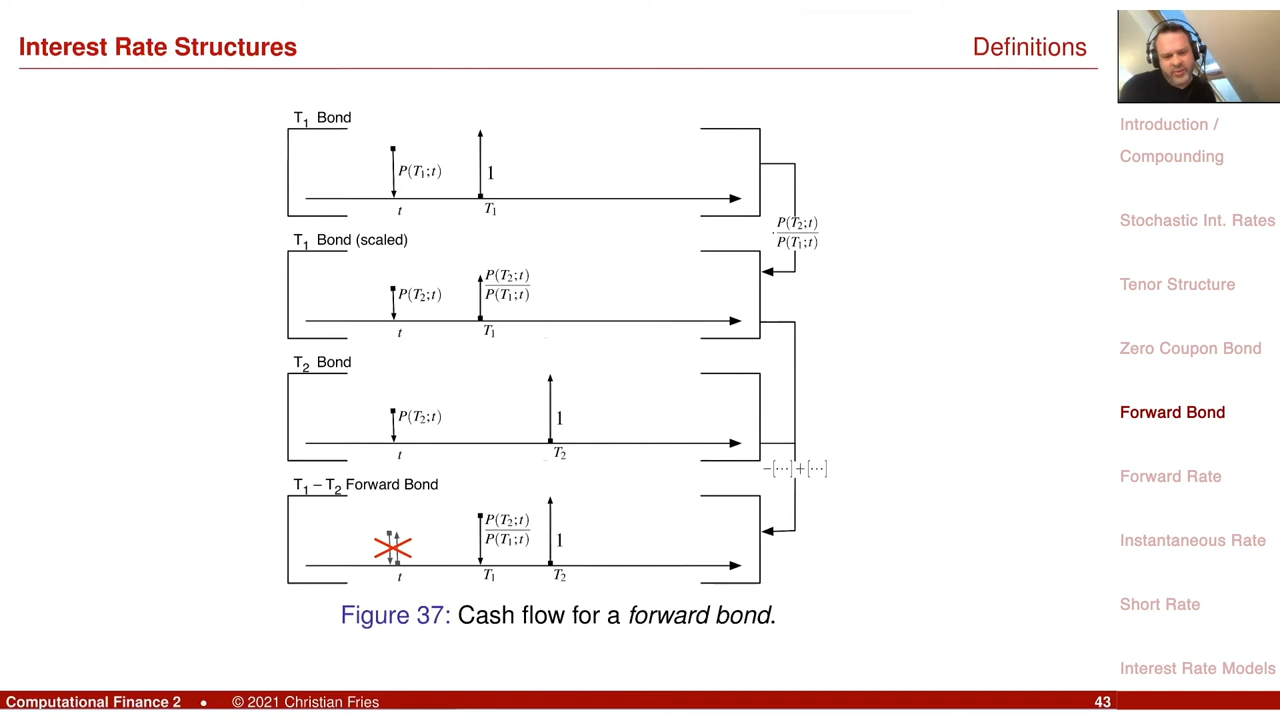 Interest Rate Structures
Definitions
T1 Bond
P(T1;t)
1
t
T1
P(T2;t)
P(T1;t)
T1 Bond (scaled)
P(T2;t)
P(T2;t)
P(T1;t)
t
T1
T2 Bond
P(T2;t)
1
t
T2
−[⋯]+[⋯]
T1 − T2 Forward Bond
P(T2;t)
P(T1;t)
1
t
T1
T2
Figure 37: Cash flow for a forward bond.
Introduction /
Compounding
Stochastic Int. Rates
Tenor Structure
Zero Coupon Bond
Forward Bond
Forward Rate
Instantaneous Rate
Short Rate
Interest Rate Models
Computational Finance 2 • © 2021 Christian Fries
43